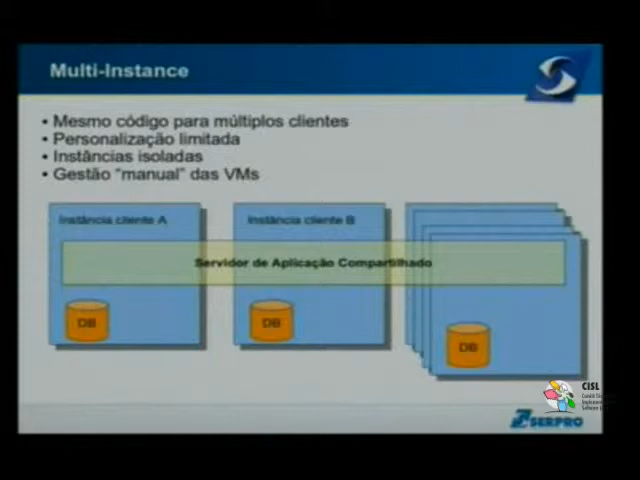 Multi-Instance
• Mesmo código para múltiplos clientes
• Personalização limitada
• Instâncias isoladas
• Gestão "manual" das VMs
Instância cliente A
Instância cliente B
Servidor de Aplicação Compartilhado
DB
DB
DB
CISL
SERPRO